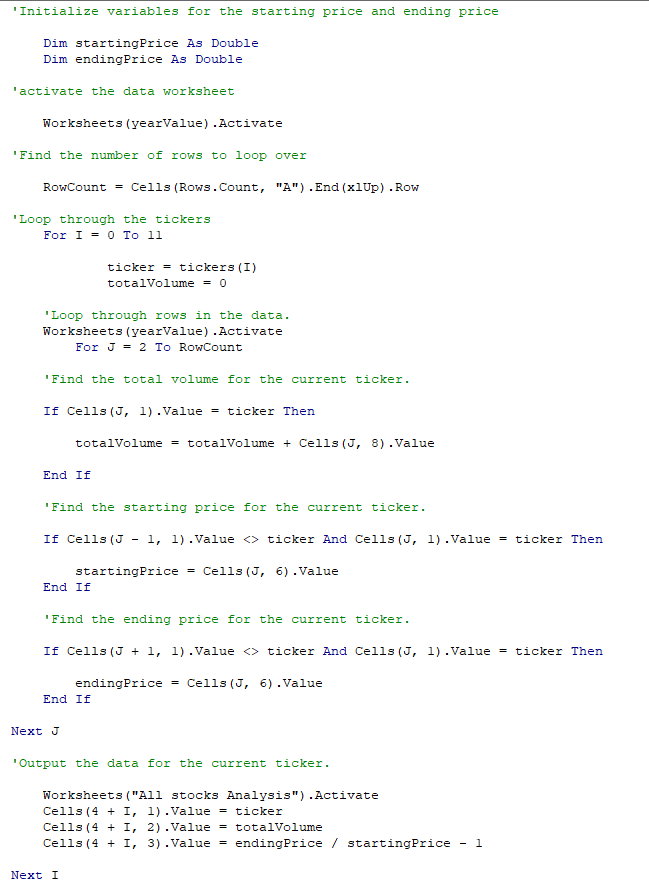 'Initialize variables for the starting price and ending price
Dim startingPrice As Double
Dim endingPrice As Double
'activate the data worksheet
Worksheets(yearValue).Activate
'Find the number of rows to loop over
RowCount = Cells(Rows.Count, "A").End(xlUp).Row
'Loop through the tickers
For I = 0 To 11
ticker = tickers(I)
totalVolume = 0
'Loop through rows in the data.
Worksheets(yearValue).Activate
For J = 2 To RowCount
'Find the total volume for the current ticker.
If Cells(J, 1).Value = ticker Then
totalVolume = totalVolume + Cells(J, 8).Value
End If
'Find the starting price for the current ticker.
If Cells(J - 1, 1).Value <> ticker And Cells(J, 1).Value = ticker Then
startingPrice = Cells(J, 6).Value
End If
'Find the ending price for the current ticker.
If Cells(J + 1, 1).Value <> ticker And Cells(J, 1).Value = ticker Then
endingPrice = Cells(J, 6).Value
End If
Next J
'Output the data for the current ticker.
Worksheets("All stocks Analysis").Activate
Cells(4 + I, 1).Value = ticker
Cells(4 + I, 2).Value = totalVolume
Cells(4 + I, 3).Value = endingPrice / startingPrice - 1
Next I